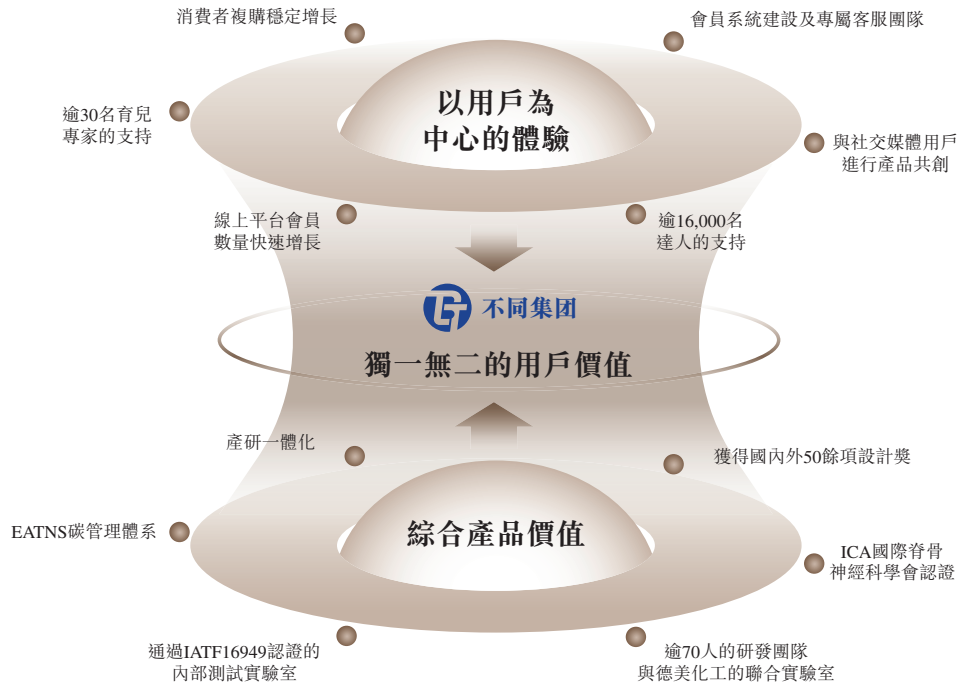 消費者複購穩定增長
會員系統建設及專屬客服團隊
逾30名育兒
專家的支持
以用戶為
中心的體驗
與社交媒體用戶
進行產品共創
線上平台會員
數量快速增長
逾16,000名
達人的支持
不同集团
獨一無二的用戶價值
產研一體化
獲得國內外50餘項設計獎
EATNS碳管理體系
綜合產品價值
ICA國際脊骨
神經科學會認證
通過IATF16949認證的
內部測試實驗室
逾70人的研發團隊
與德美化工的聯合實驗室